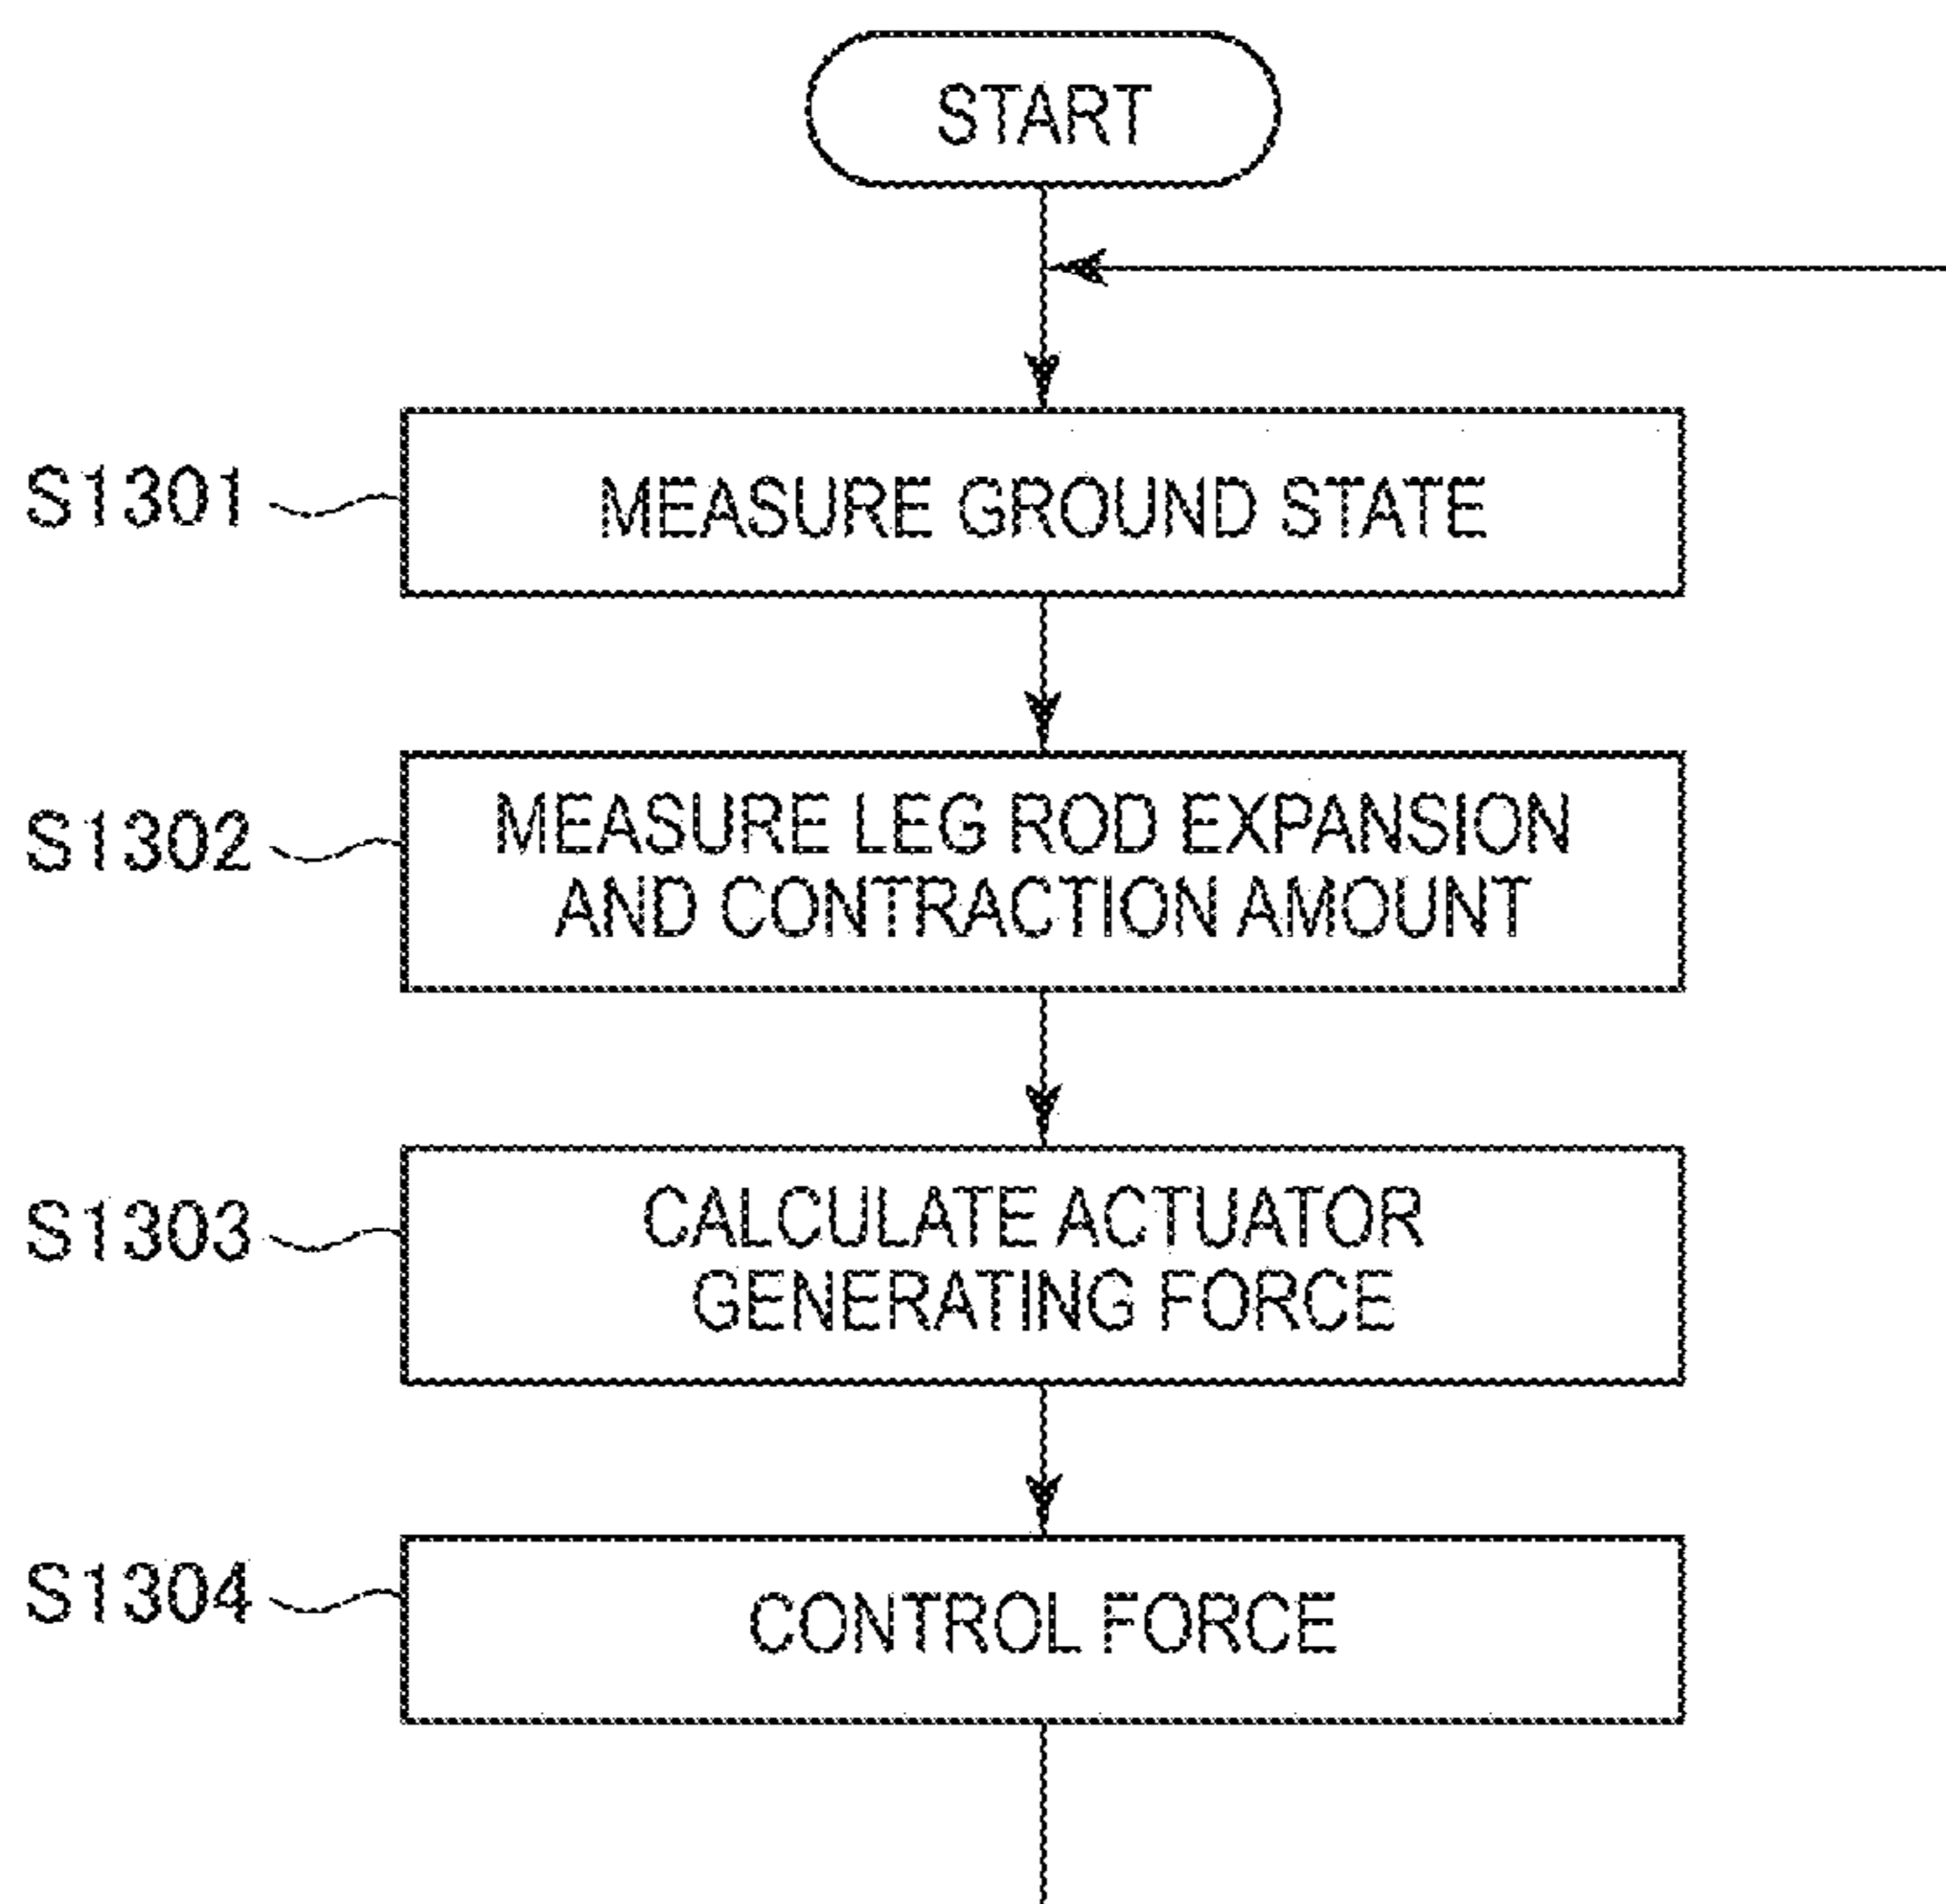 START
S1301
MEASURE GROUND STATE
S1302
MEASURE LEG ROD EXPANSION
AND CONTRACTION AMOUNT
S1303
CALCULATE ACTUATOR
GENERATING FORCE
S1304
CONTROL FORCE